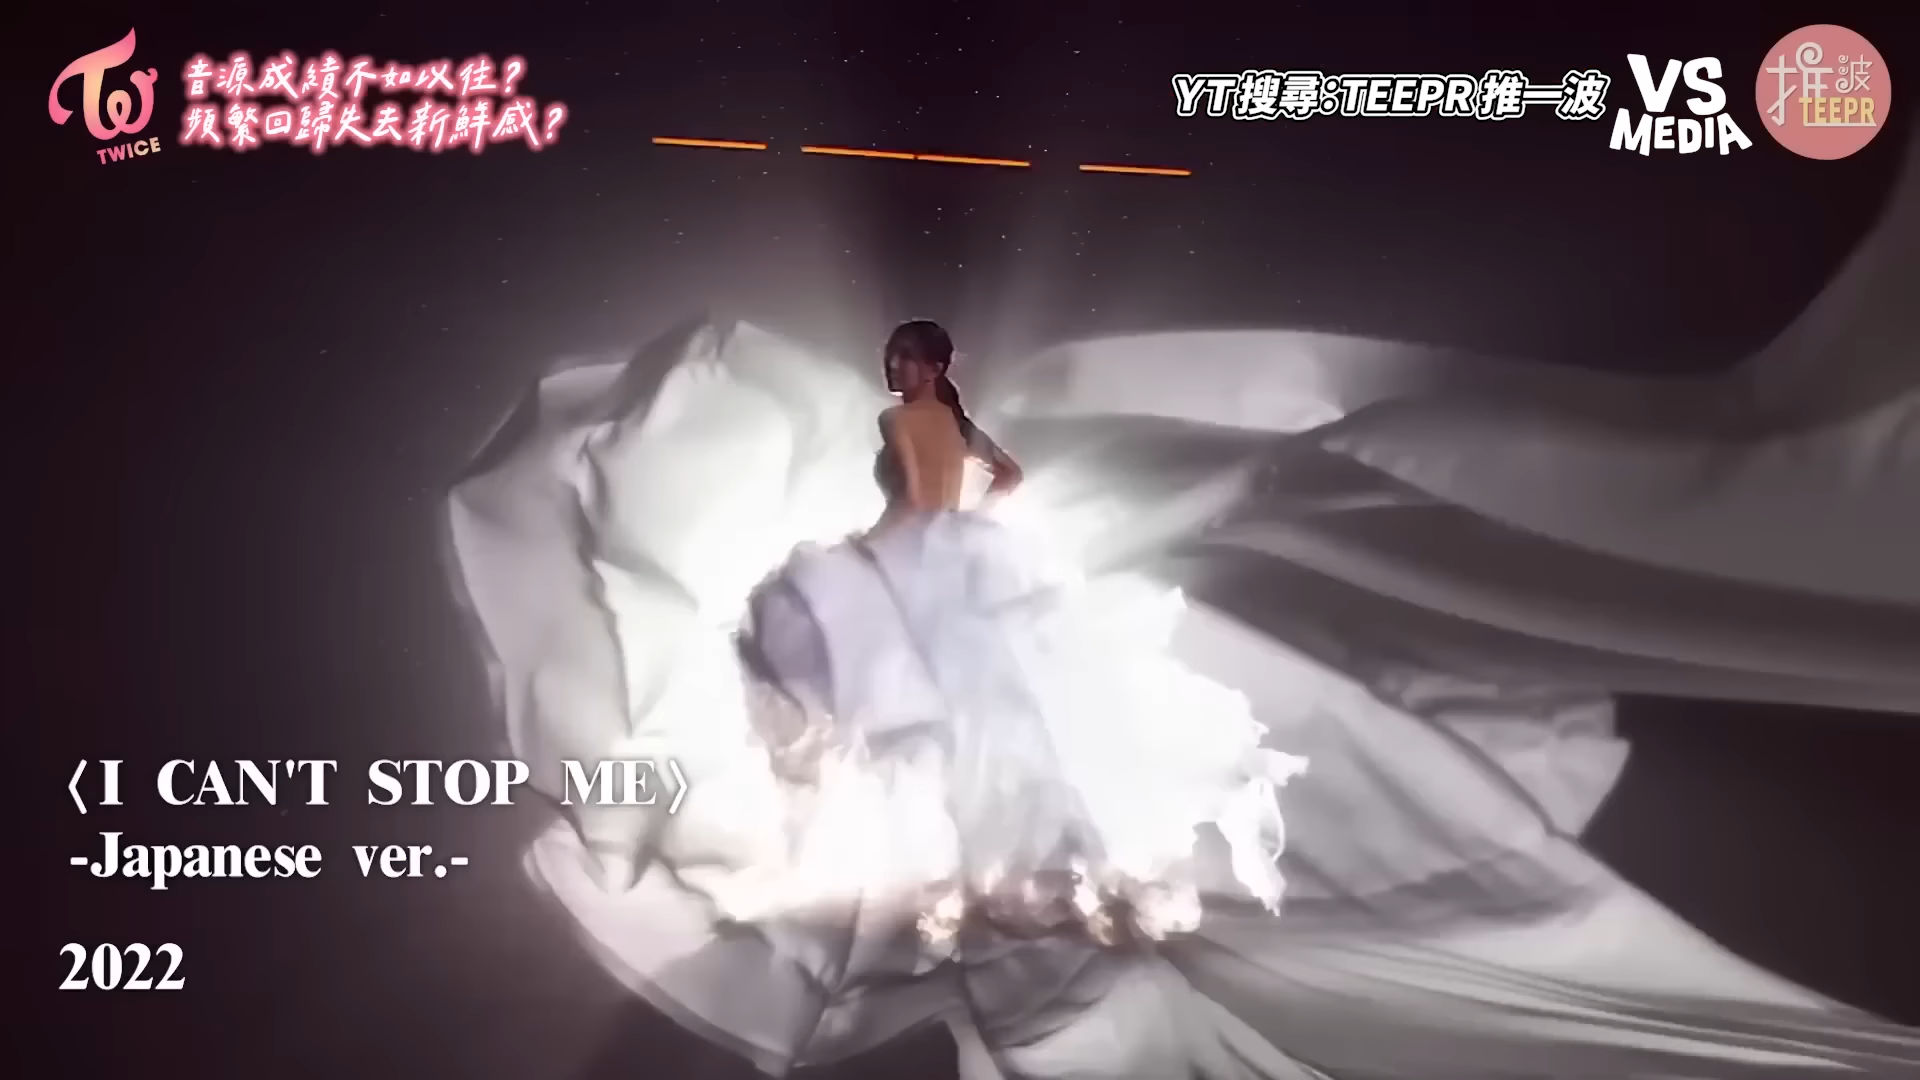 TWICE
音源成績不如以往?
頻繁回歸失去新鮮感?
YT搜尋:TEEPR推一波
VS
MEDIA
推一波
TEEPR
〈I CAN'T STOP ME〉
-Japanese ver.-
2022